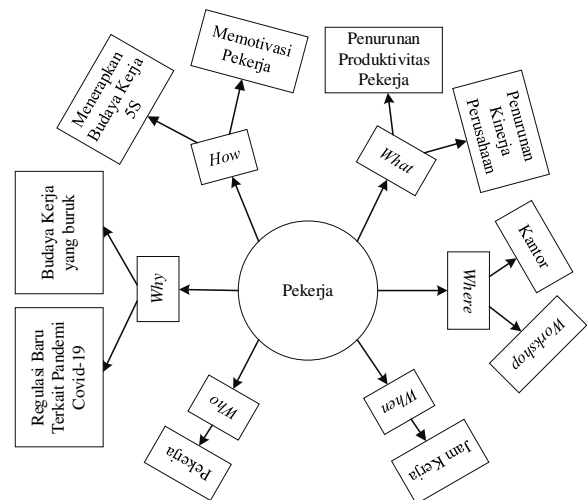 Memotivasi
Pekerja
Menerapkan
Budaya Kerja
5S
How
Penurunan
Produktivitas
Pekerja
Penurunan
Kinerja
Perusahaan
What
Budaya Kerja
yang buruk
Why
Regulasi Baru
Terkait Pandemi
Covid-19
Pekerja
Where
Kantor
Workshop
Who
Pekerja
When
Jam Kerja